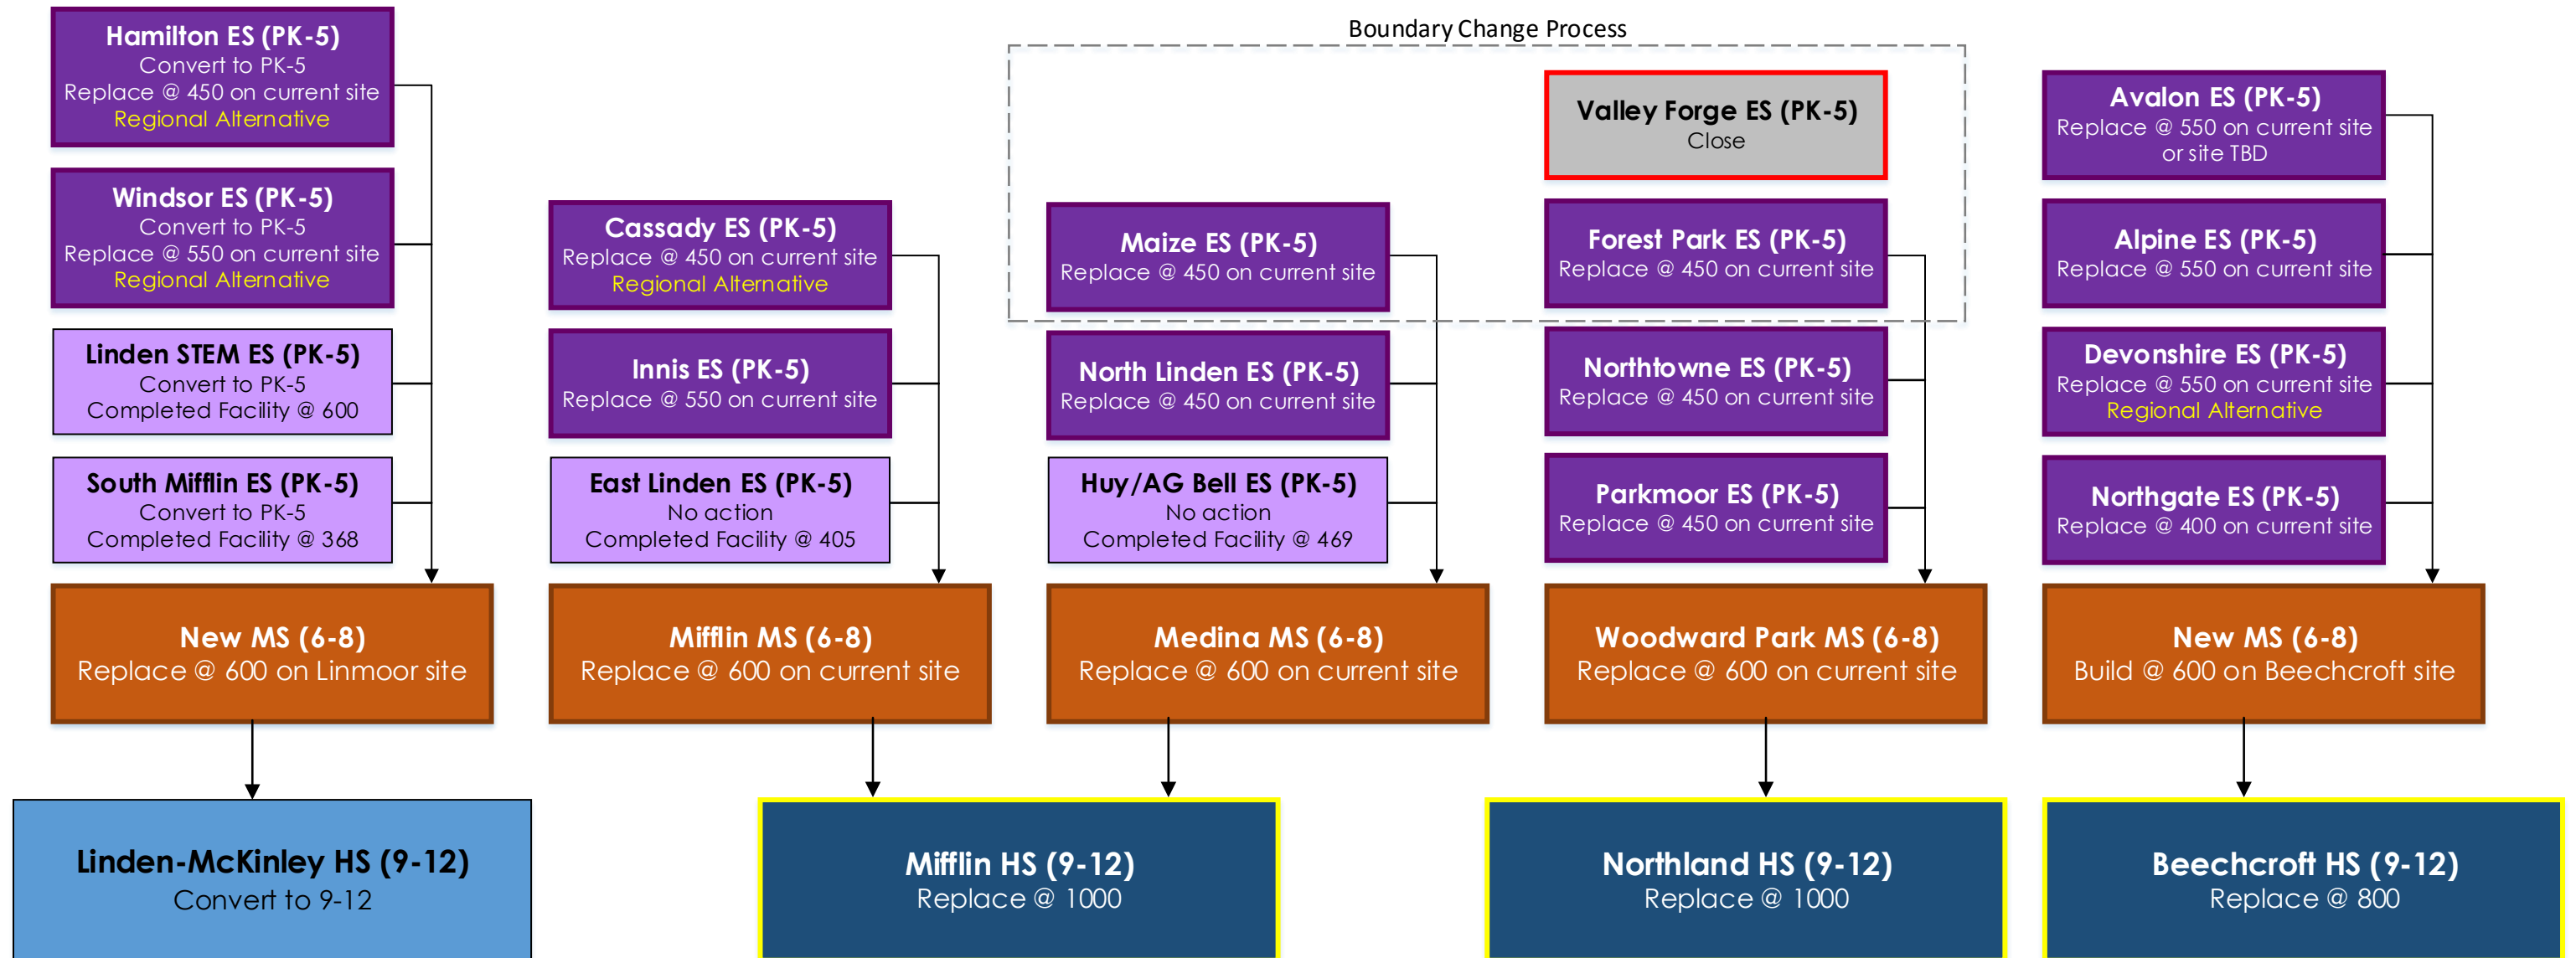 Boundary Change Process
Hamilton ES (PK-5)
Convert to PK-5
Replace @ 450 on current site
Regional Alternative
Windsor ES (PK-5)
Convert to PK-5
Replace @ 550 on current site
Regional Alternative
Linden STEM ES (PK-5)
Convert to PK-5
Completed Facility @ 600
South Mifflin ES (PK-5)
Convert to PK-5
Completed Facility @ 368
New MS (6-8)
Replace @ 600 on Linmoor site
Linden-McKinley HS (9-12)
Convert to 9-12
Cassady ES (PK-5)
Replace @ 450 on current site
Regional Alternative
Innis ES (PK-5)
Replace @ 550 on current site
East Linden ES (PK-5)
No action
Completed Facility @ 405
Mifflin MS (6-8)
Replace @ 600 on current site
Maize ES (PK-5)
Replace @ 450 on current site
North Linden ES (PK-5)
Replace @ 450 on current site
Huy/AG Bell ES (PK-5)
No action
Completed Facility @ 469
Medina MS (6-8)
Replace @ 600 on current site
Mifflin HS (9-12)
Replace @ 1000
Valley Forge ES (PK-5)
Close
Forest Park ES (PK-5)
Replace @ 450 on current site
Northtowne ES (PK-5)
Replace @ 450 on current site
Parkmoor ES (PK-5)
Replace @ 450 on current site
Woodward Park MS (6-8)
Replace @ 600 on current site
Northland HS (9-12)
Replace @ 1000
Avalon ES (PK-5)
Replace @ 550 on current site
or site TBD
Alpine ES (PK-5)
Replace @ 550 on current site
Devonshire ES (PK-5)
Replace @ 550 on current site
Regional Alternative
Northgate ES (PK-5)
Replace @ 400 on current site
New MS (6-8)
Build @ 600 on Beechcroft site
Beechcroft HS (9-12)
Replace @ 800